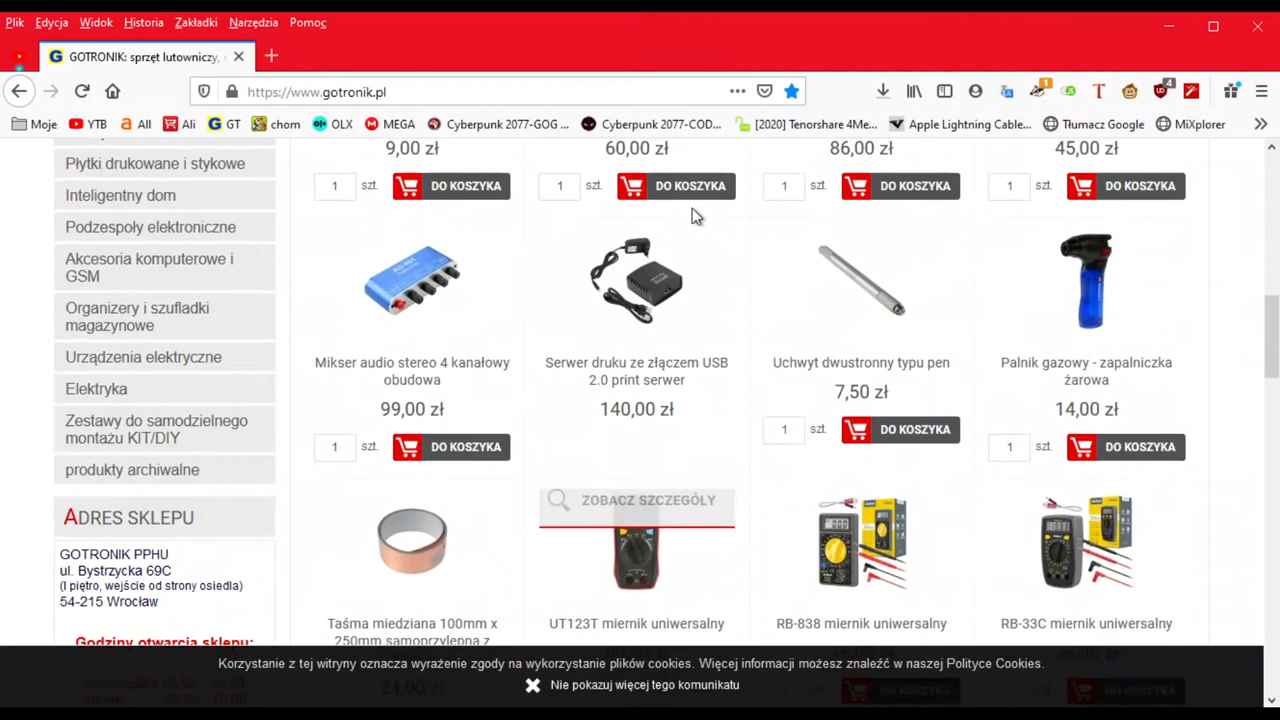 Plik Edycja Widok Historia Zakładki Narzędzia Pomoc
GOTRONIK: sprzęt lutowniczy,
https://www.gotronik.pl
1
4
Moje YTB All Ali GT chom OLX MEGA Cyberpunk 2077-GOG ... Cyberpunk 2077-COD... [2020] Tenorshare 4Me... Apple Lightning Cable... Tłumacz Google MiXplorer
Płytki drukowane i stykowe
Inteligentny dom
Podzespoły elektroniczne
Akcesoria komputerowe i
GSM
Organizery i szufladki
magazynowe
Urządzenia elektryczne
Elektryka
Zestawy do samodzielnego
montażu KIT/DIY
produkty archiwalne
ADRES SKLEPU
GOTRONIK PPHU
ul. Bystrzycka 69C
(I piętro, wejście od strony osiedla)
54-215 Wrocław
Godziny otwarcia sklepu:
9,00 zł 60,00 zł 86,00 zł 45,00 zł
1 szt. DO KOSZYKA 1 szt. DO KOSZYKA 1 szt. DO KOSZYKA 1 szt. DO KOSZYKA
Mikser audio stereo 4 kanałowy
obudowa
99,00 zł
1 szt. DO KOSZYKA
Serwer druku ze złączem USB
2.0 print serwer
140,00 zł
Uchwyt dwustronny typu pen
7,50 zł
1 szt. DO KOSZYKA
Palnik gazowy - zapalniczka
żarowa
14,00 zł
1 szt. DO KOSZYKA
ZOBACZ SZCZEGÓŁY
Taśma miedziana 100mm x
250mm samoprzylepna z
21,00 zł
UT123T miernik uniwersalny
RB-838 miernik uniwersalny
RB-33C miernik uniwersalny
DO KOSZYKA DO KOSZYKA
Korzystanie z tej witryny oznacza wyrażenie zgody na wykorzystanie plików cookies. Więcej informacji możesz znaleźć w naszej Polityce Cookies.
Nie pokazuj więcej tego komunikatu